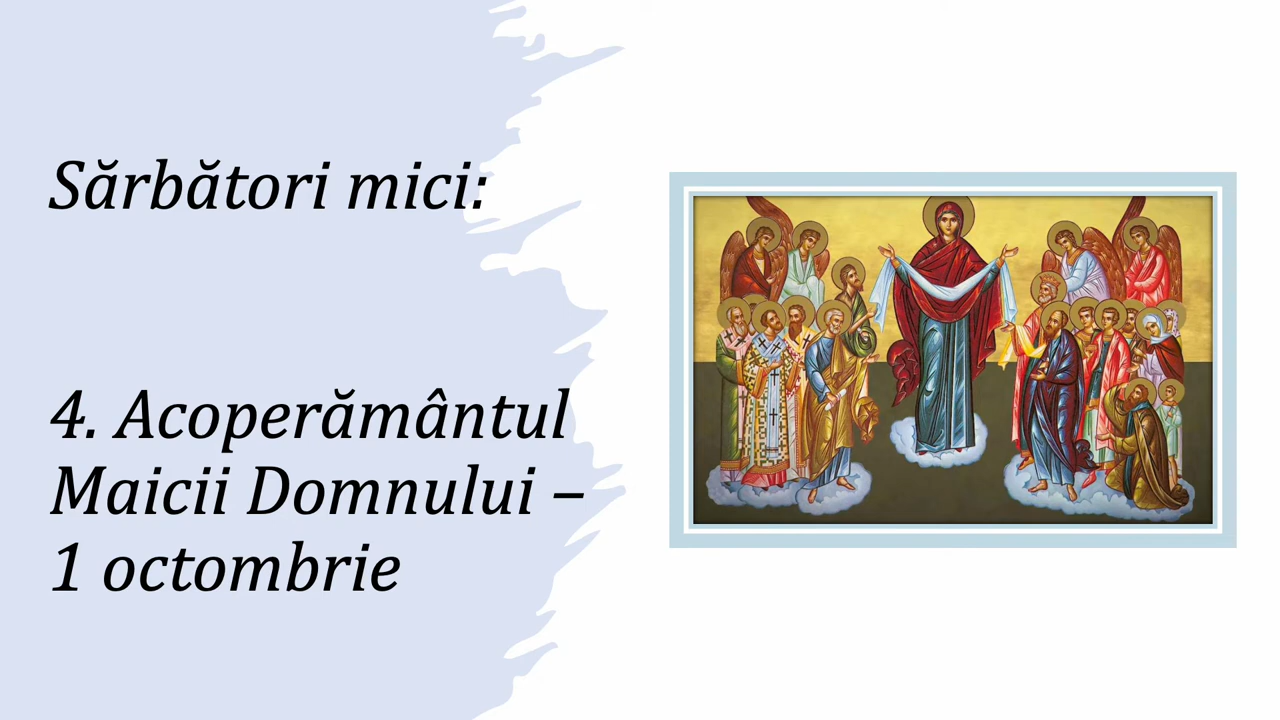 Sărbători mici:
4. Acoperământul
Maicii Domnului –
1 octombrie